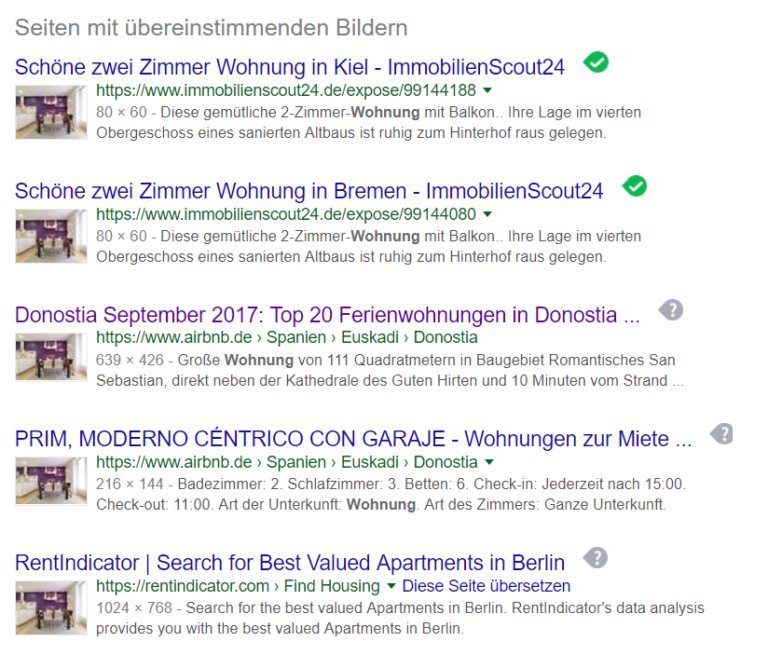 Seiten mit übereinstimmenden Bildern
Schöne zwei Zimmer Wohnung in Kiel - ImmobilienScout24
https://www.immobilienscout24.de/expose/99144188
80 × 60 - Diese gemütliche 2-Zimmer-Wohnung mit Balkon.. Ihre Lage im vierten
Obergeschoss eines sanierten Altbaus ist ruhig zum Hinterhof raus gelegen.
Schöne zwei Zimmer Wohnung in Bremen - ImmobilienScout24
https://www.immobilienscout24.de/expose/99144080
80 × 60 - Diese gemütliche 2-Zimmer-Wohnung mit Balkon.. Ihre Lage im vierten
Obergeschoss eines sanierten Altbaus ist ruhig zum Hinterhof raus gelegen.
Donostia September 2017: Top 20 Ferienwohnungen in Donostia ...
https://www.airbnb.de › Spanien › Euskadi › Donostia
639 × 426 - Große Wohnung von 111 Quadratmetern in Baugebiet Romantisches San
Sebastian, direkt neben der Kathedrale des Guten Hirten und 10 Minuten vom Strand ...
PRIM, MODERNO CÉNTRICO CON GARAJE - Wohnungen zur Miete ...
https://www.airbnb.de › Spanien › Euskadi › Donostia
216 × 144 - Badezimmer: 2. Schlafzimmer: 3. Betten: 6. Check-in: Jederzeit nach 15:00.
Check-out: 11:00. Art der Unterkunft: Wohnung. Art des Zimmers: Ganze Unterkunft.
RentIndicator | Search for Best Valued Apartments in Berlin
https://rentindicator.com › Find Housing Diese Seite übersetzen
1024 × 768 - Search for the best valued Apartments in Berlin. RentIndicator's data analysis
provides you with the best valued Apartments in Berlin.